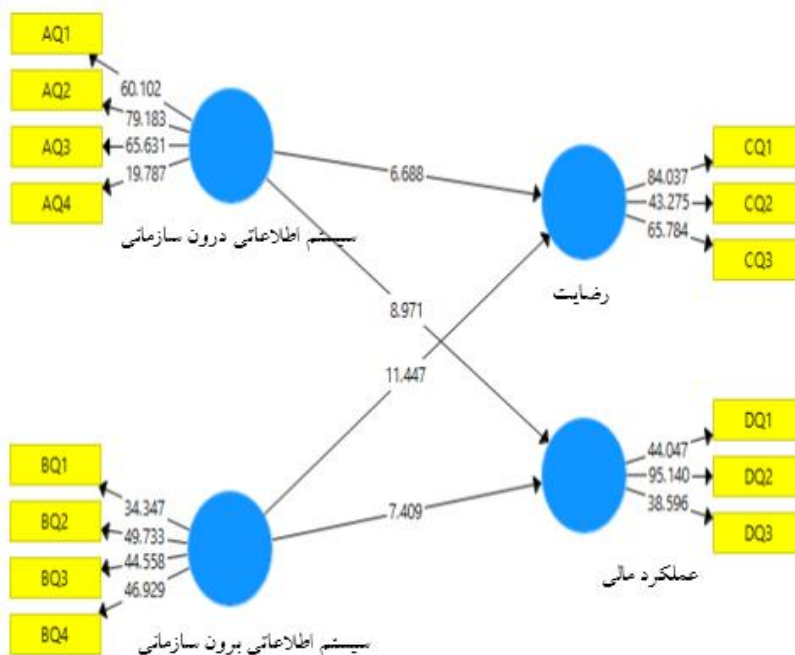 AQ1
AQ2
AQ3
AQ4
60.102
79.183
65.631
19.787
سیستم اطلاعاتی درون سازمانی
6.688
8.971
11.447
7.409
84.037
43.275
65.784
CQ1
CQ2
CQ3
رضایت
BQ1
BQ2
BQ3
BQ4
34.347
49.733
44.558
46.929
سیستم اطلاعاتی برون سازمانی
44.047
95.140
38.596
DQ1
DQ2
DQ3
عملکرد مالی